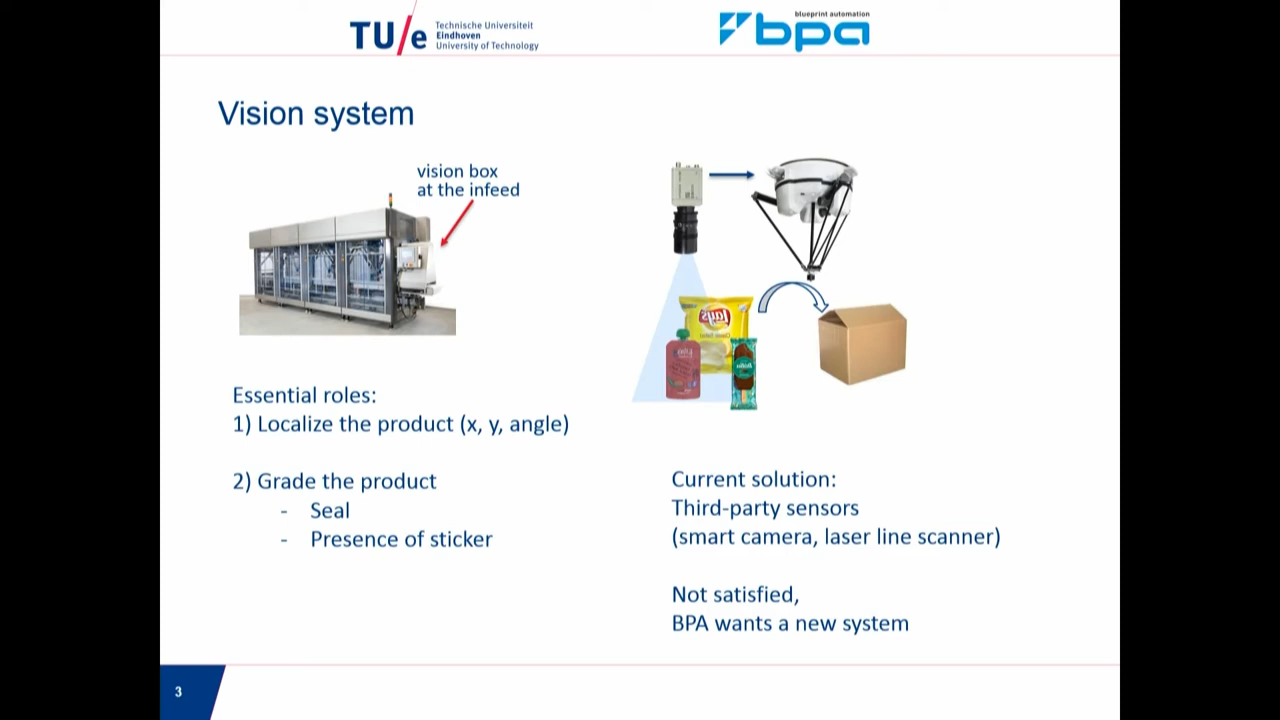 TU/e
Technische Universiteit
Eindhoven
University of Technology
blueprint automation
bpa
Vision system
vision box
at the infeed
Lay's
Essential roles:
1) Localize the product (x, y, angle)
2) Grade the product
- Seal
- Presence of sticker
Current solution:
Third-party sensors
(smart camera, laser line scanner)
Not satisfied,
BPA wants a new system
3